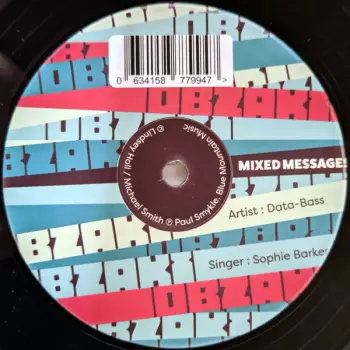 0 634158 779947 >
OBZAKI
MIXED MESSAGES
Artist : Data-Bass
Singer : Sophie Barker
© Lindsey Hall / Michael Smith ℗ Paul Smykle, Blue Mountain Music